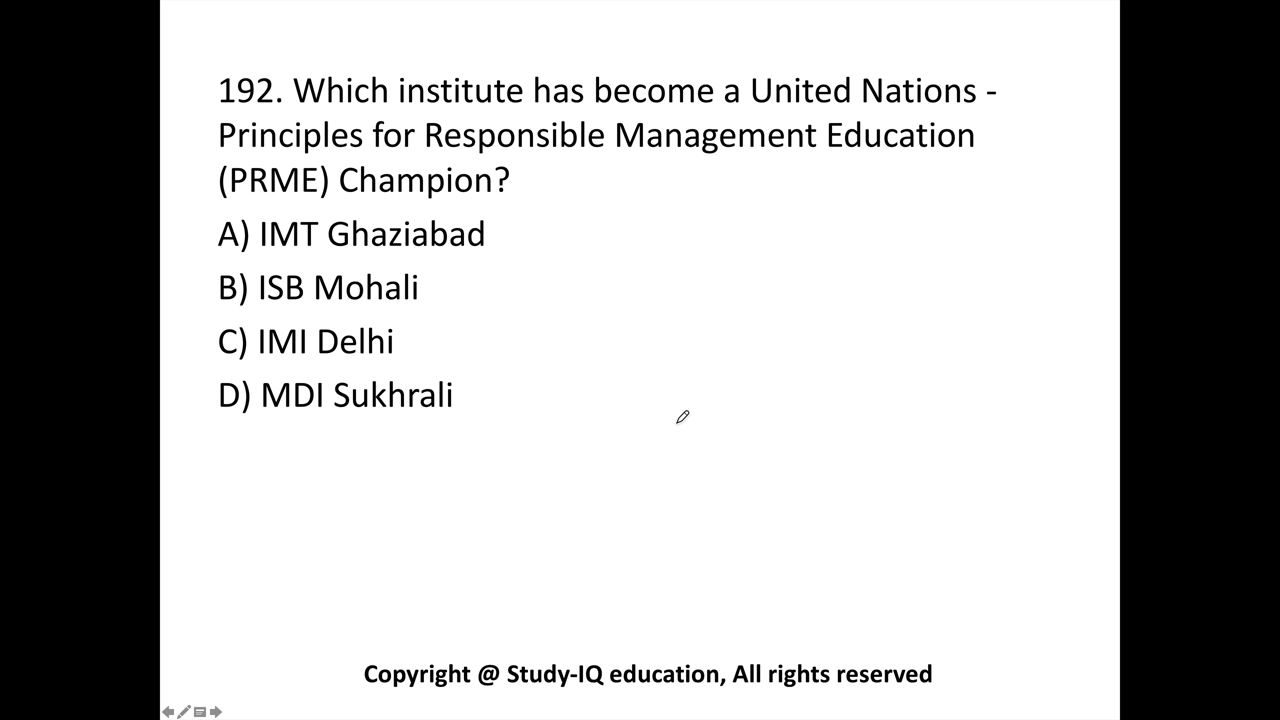 192. Which institute has become a United Nations -
Principles for Responsible Management Education
(PRME) Champion?
A) IMT Ghaziabad
B) ISB Mohali
C) IMI Delhi
D) MDI Sukhrali
Copyright @ Study-IQ education, All rights reserved